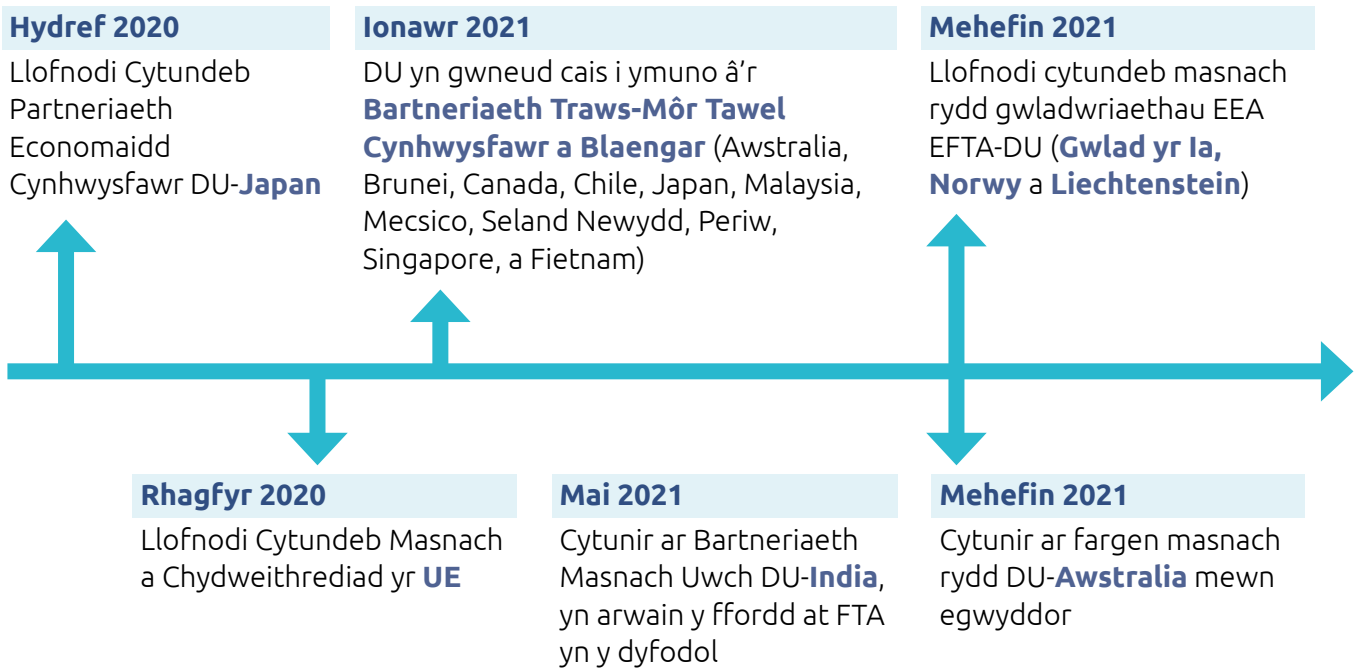 Hydref 2020
Llofnodi Cytundeb
Partneriaeth
Economaidd
Cynhwysfawr DU-Japan
Ionawr 2021
DU yn gwneud cais i ymuno â’r
Bartneriaeth Traws-Môr Tawel
Cynhwysfawr a Blaengar (Awstralia,
Brunei, Canada, Chile, Japan, Malaysia,
Mecsico, Seland Newydd, Periw,
Singapore, a Fietnam)
Mehefin 2021
Llofnodi cytundeb masnach
rydd gwladwriaethau EEA
EFTA-DU (Gwlad yr Ia,
Norwy a Liechtenstein)
Rhagfyr 2020
Llofnodi Cytundeb Masnach
a Chydweithrediad yr UE
Mai 2021
Cytunir ar Bartneriaeth
Masnach Uwch DU-India,
yn arwain y ffordd at FTA
yn y dyfodol
Mehefin 2021
Cytunir ar fargen masnach
rydd DU-Awstralia mewn
egwyddor